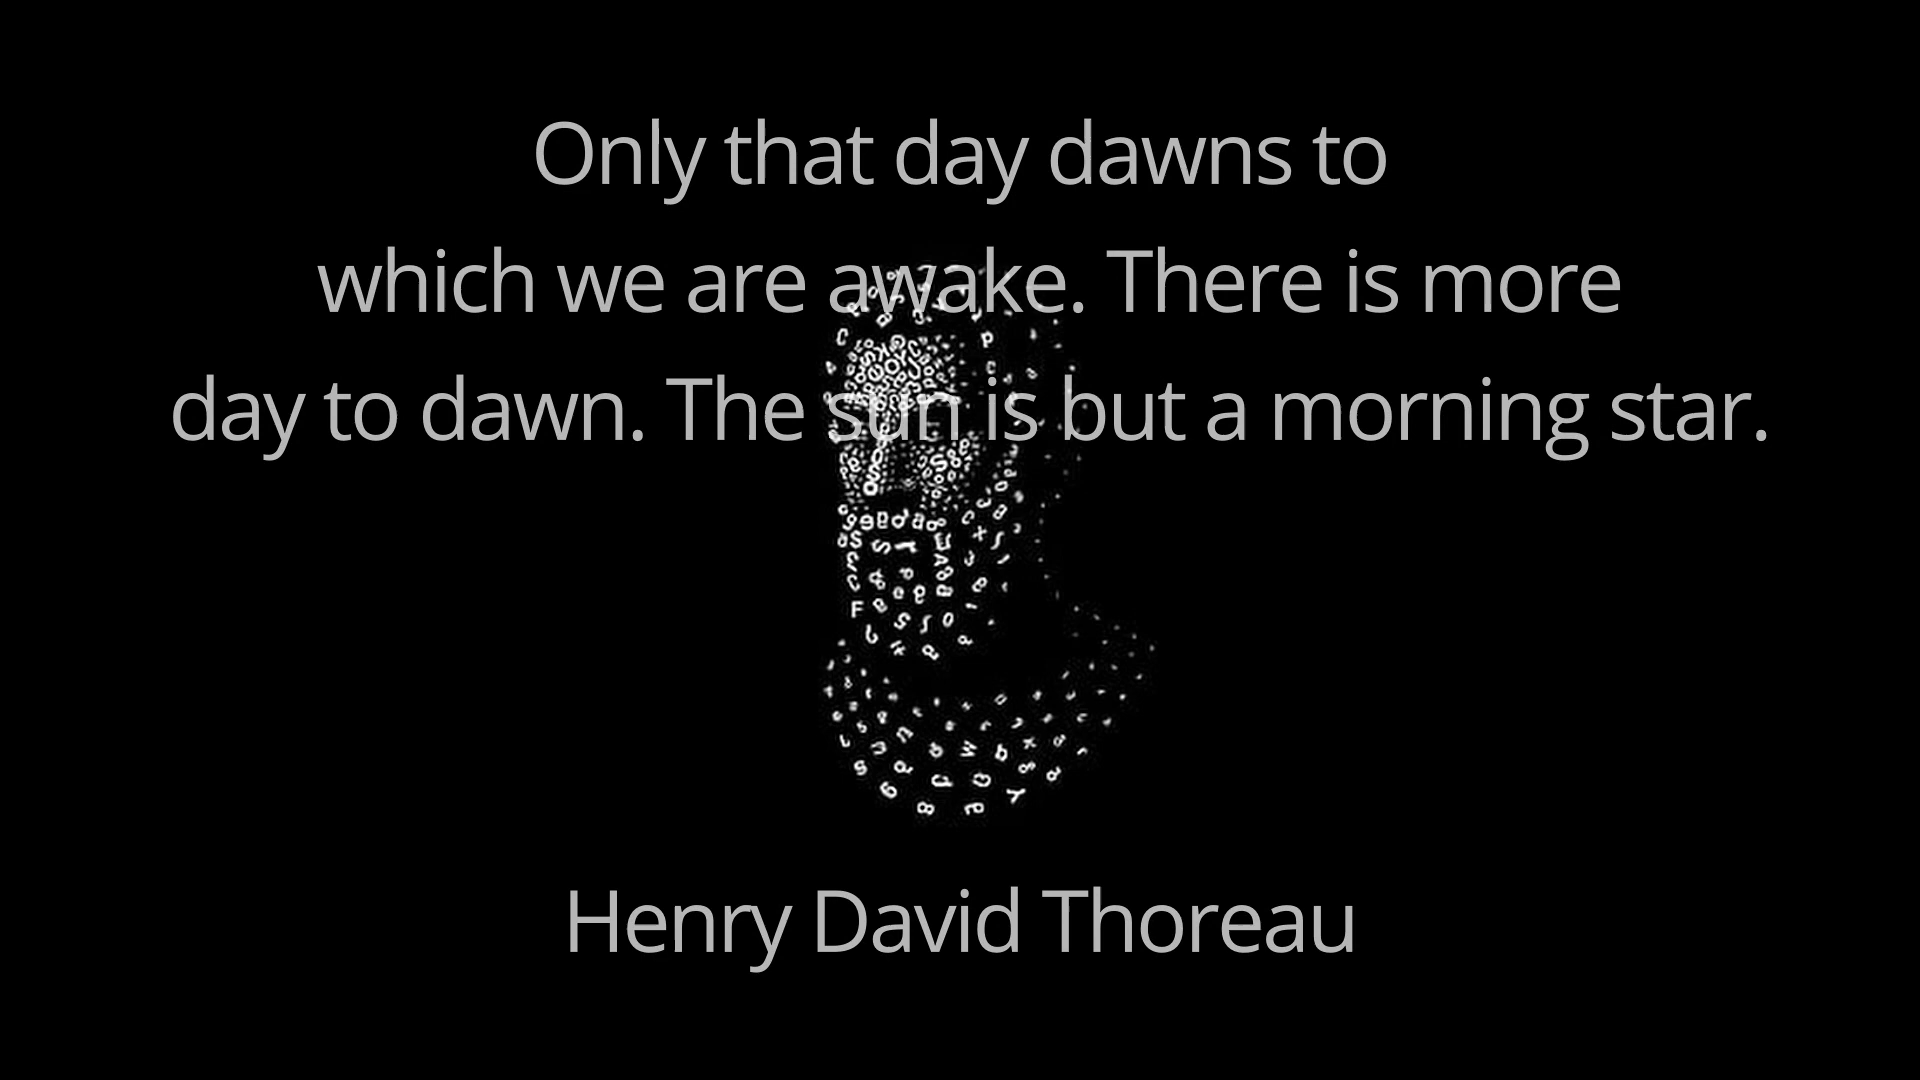 Only that day dawns to
which we are awake. There is more
day to dawn. The sun is but a morning star.
Henry David Thoreau